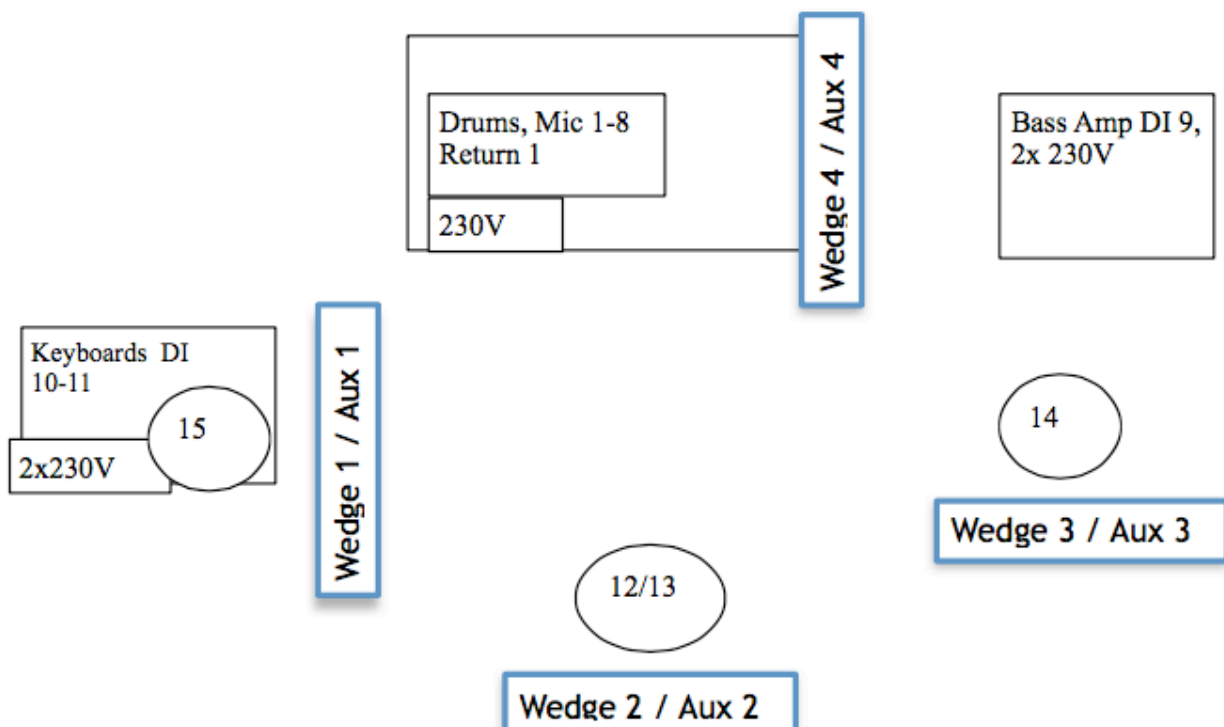 Drums, Mic 1-8
Return 1
230V
Wedge 4 / Aux 4
Bass Amp DI 9,
2x 230V
Keyboards DI
10-11
15
2x230V
Wedge 1 / Aux 1
14
Wedge 3 / Aux 3
12/13
Wedge 2 / Aux 2